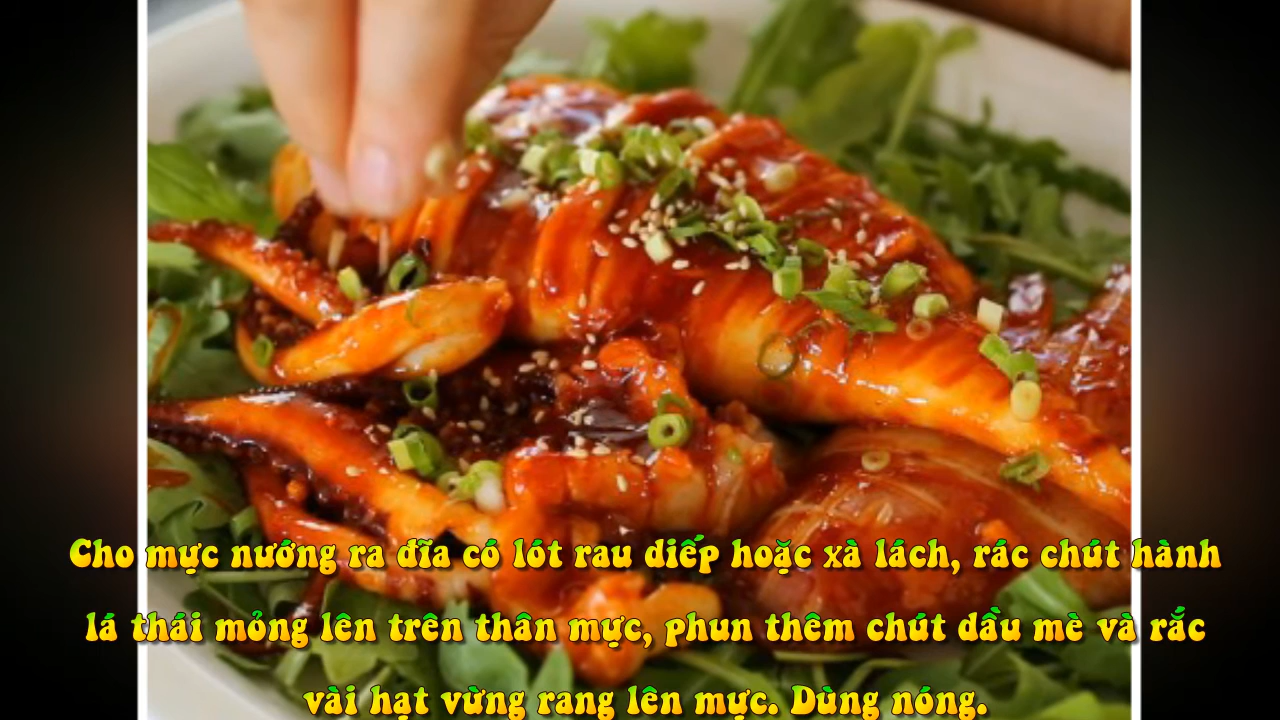 Cho mực nướng ra đĩa có lót rau diếp hoặc xà lách, rác chút hành
lá thái mỏng lên trên thân mực, phun thêm chút dầu mè và rắc
vài hạt vừng rang lên mực. Dùng nóng.